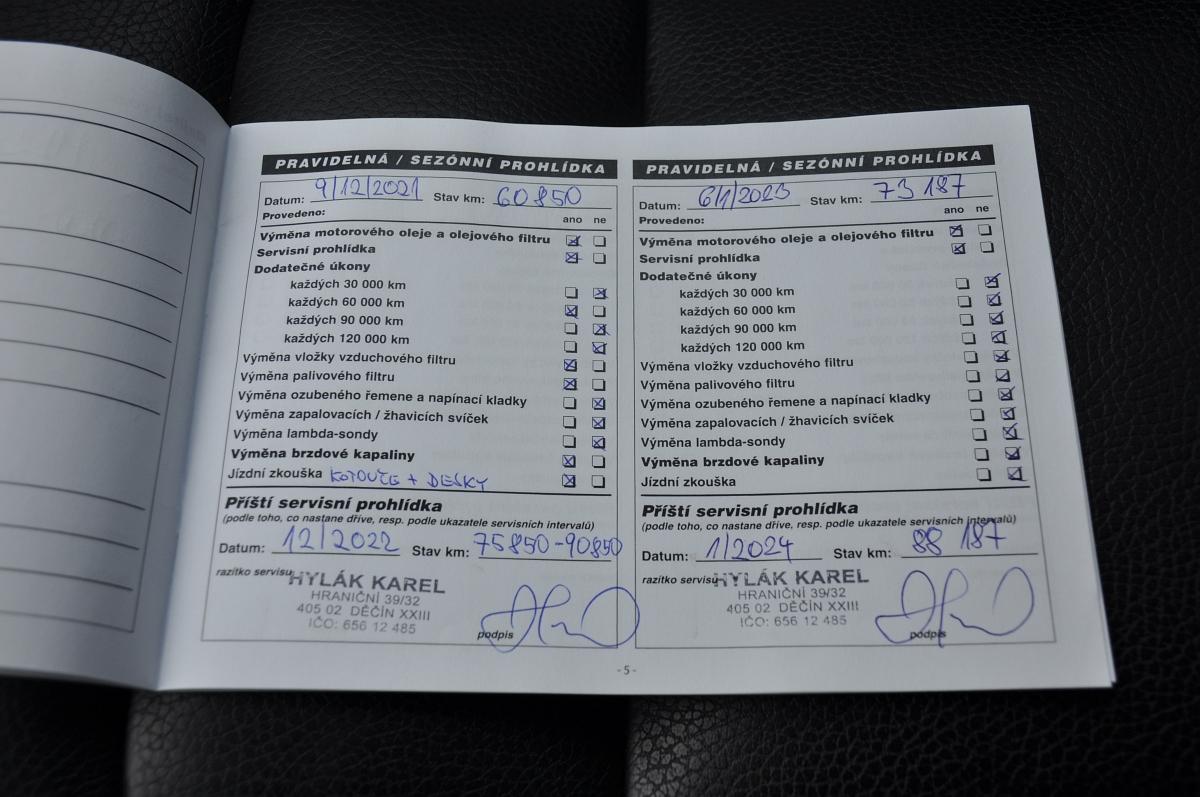 PRAVIDELNÁ / SEZÓNNÍ PROHLÍDKA
Datum: 9/12/2021 Stav km: 60850
Provedeno: ano ne
Výměna motorového oleje a olejového filtru
Servisní prohlídka
Dodatečné úkony
každých 30 000 km
každých 60 000 km
každých 90 000 km
každých 120 000 km
Výměna vložky vzduchového filtru
Výměna palivového filtru
Výměna ozubeného řemene a napínací kladky
Výměna zapalovacích / žhavicích svíček
Výměna lambda-sondy
Výměna brzdové kapaliny
Jízdní zkouška KOTOUČE + DESKY
Příští servisní prohlídka
(podle toho, co nastane dříve, resp. podle ukazatele servisních intervalů)
Datum: 12/2022 Stav km: 75850-90850
razítko servisu
HYLÁK KAREL
HRANIČNÍ 39/32
405 02 DĚČÍN XXIII
IČO: 656 12 485
podpis
PRAVIDELNÁ / SEZÓNNÍ PROHLÍDKA
Datum: 6/1/2023 Stav km: 73 187
Provedeno: ano ne
Výměna motorového oleje a olejového filtru
Servisní prohlídka
Dodatečné úkony
každých 30 000 km
každých 60 000 km
každých 90 000 km
každých 120 000 km
Výměna vložky vzduchového filtru
Výměna palivového filtru
Výměna ozubeného řemene a napínací kladky
Výměna zapalovacích / žhavicích svíček
Výměna lambda-sondy
Výměna brzdové kapaliny
Jízdní zkouška
Příští servisní prohlídka
(podle toho, co nastane dříve, resp. podle ukazatele servisních intervalů)
Datum: 1/2024 Stav km: 88 187
razítko servisu
HYLÁK KAREL
HRANIČNÍ 39/32
405 02 DĚČÍN XXIII
IČO: 656 12 485
podpis
- 5 -